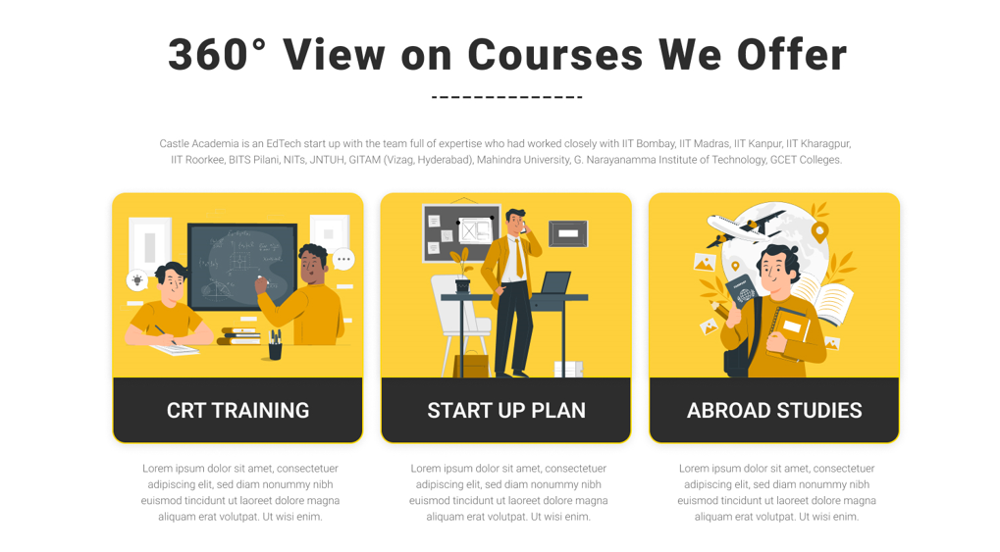 360° View on Courses We Offer
Castle Academia is an EdTech start up with the team full of expertise who had worked closely with IIT Bombay, IIT Madras, IIT Kanpur, IIT Kharagpur,
IIT Roorkee, BITS Pilani, NITs, JNTUH, GITAM (Vizag, Hyderabad), Mahindra University, G. Narayanamma Institute of Technology, GCET Colleges.
CRT TRAINING
START UP PLAN
ABROAD STUDIES
Lorem ipsum dolor sit amet, consectetuer
adipiscing elit, sed diam nonummy nibh
euismod tincidunt ut laoreet dolore magna
aliquam erat volutpat. Ut wisi enim.
Lorem ipsum dolor sit amet, consectetuer
adipiscing elit, sed diam nonummy nibh
euismod tincidunt ut laoreet dolore magna
aliquam erat volutpat. Ut wisi enim.
Lorem ipsum dolor sit amet, consectetuer
adipiscing elit, sed diam nonummy nibh
euismod tincidunt ut laoreet dolore magna
aliquam erat volutpat. Ut wisi enim.